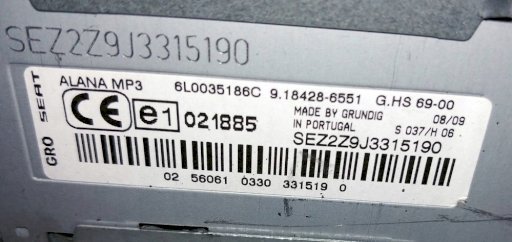 SEZ2Z9J3315190
ALANA MP3 6L0035186C 9.18428-6551 G.HS 69-00
GRO SEAT
CE e1 021885
MADE BY GRUNDIG 08/09
IN PORTUGAL S 037/H 06
SEZ2Z9J3315190
02 56061 0330 331519 0